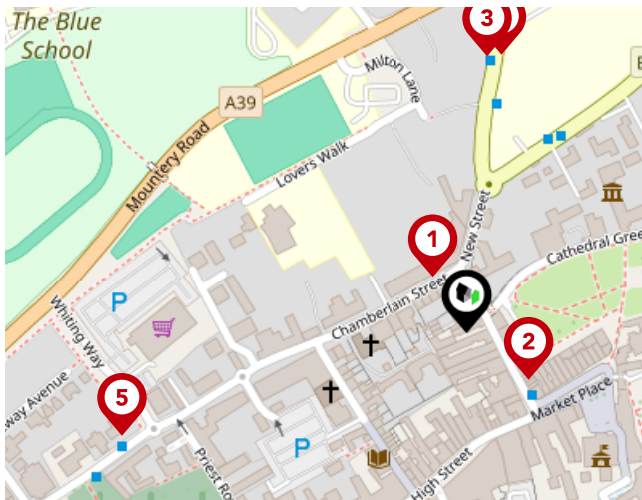 The Blue
School
3
Milton Lane
A39
Mountery Road
Lovers Walk
New Street
1
Cathedral Gree
Chamberlain Street
P
Whiting Way
2
5
way Avenue
Market Place
P
Priest Ro
High Street